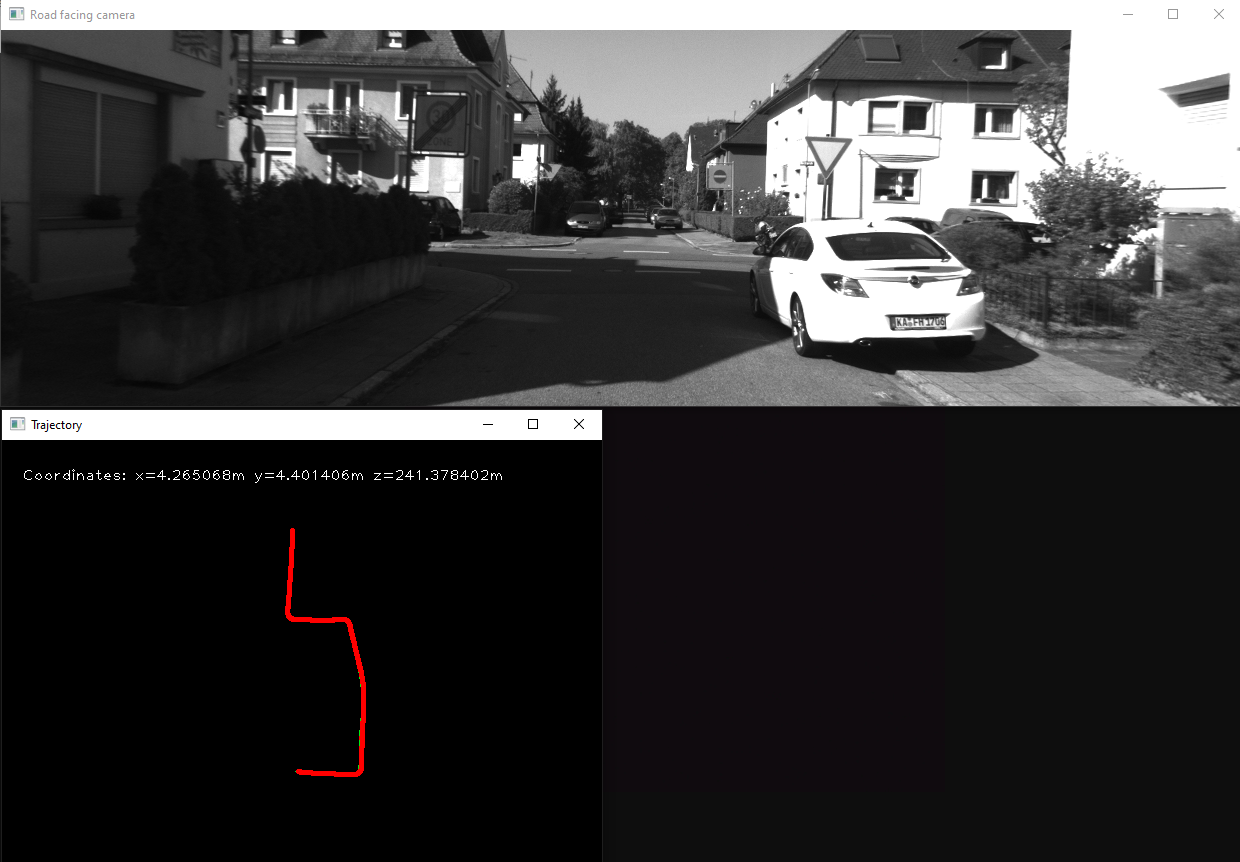 Road facing camera
KA FH 1706
Trajectory
Coordinates: x=4.265068m y=4.401406m z=241.378402m